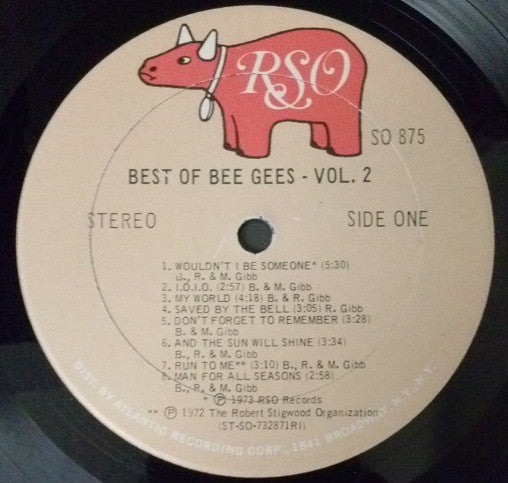 RSO
SO 875
BEST OF BEE GEES - VOL. 2
STEREO
SIDE ONE
1. WOULDN'T I BE SOMEONE* (5:30)
B., R. & M. Gibb
2. I.O.I.O. (2:57) B. & M. Gibb
3. MY WORLD (4:18) B. & R. Gibb
4. SAVED BY THE BELL (3:05) R. Gibb
5. DON'T FORGET TO REMEMBER (3:28)
B. & M. Gibb
6. AND THE SUN WILL SHINE (3:34)
B., R. & M. Gibb
7. RUN TO ME** (3:10) B., R. & M. Gibb
8. MAN FOR ALL SEASONS (2:58)
B., R. & M. Gibb
* Ⓟ 1973 RSO Records
** Ⓟ 1972 The Robert Stigwood Organization
(ST-SO-732871RI)
DIST. BY ATLANTIC RECORDING CORP., 1841 BROADWAY, N.Y., N.Y.